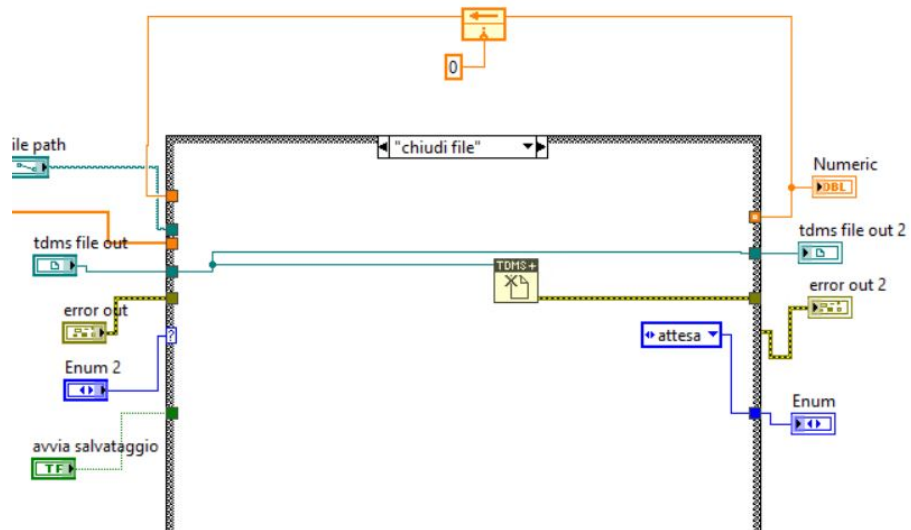 0
"chiudi file"
ile path
Numeric
DBL
tdms file out
tdms file out 2
TDMS+
error out
error out 2
?
attesa
Enum 2
Enum
avvia salvataggio
TF